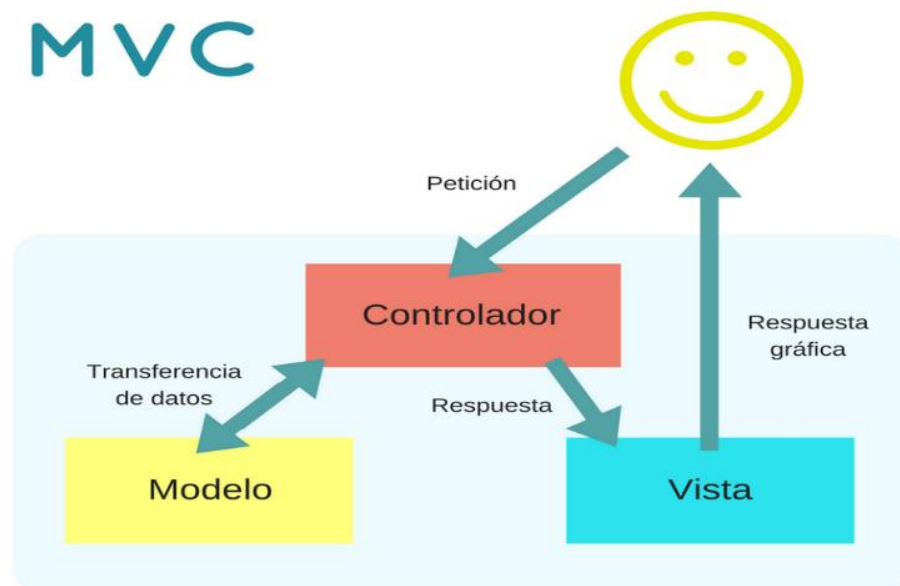 MVC
Petición
Controlador
Respuesta
gráfica
Transferencia
de datos
Respuesta
Modelo
Vista